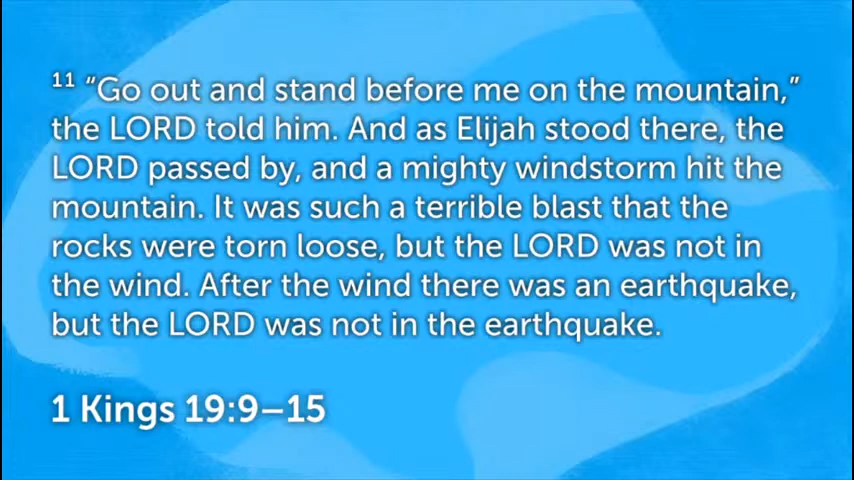 11 “Go out and stand before me on the mountain,”
the LORD told him. And as Elijah stood there, the
LORD passed by, and a mighty windstorm hit the
mountain. It was such a terrible blast that the
rocks were torn loose, but the LORD was not in
the wind. After the wind there was an earthquake,
but the LORD was not in the earthquake.
1 Kings 19:9–15